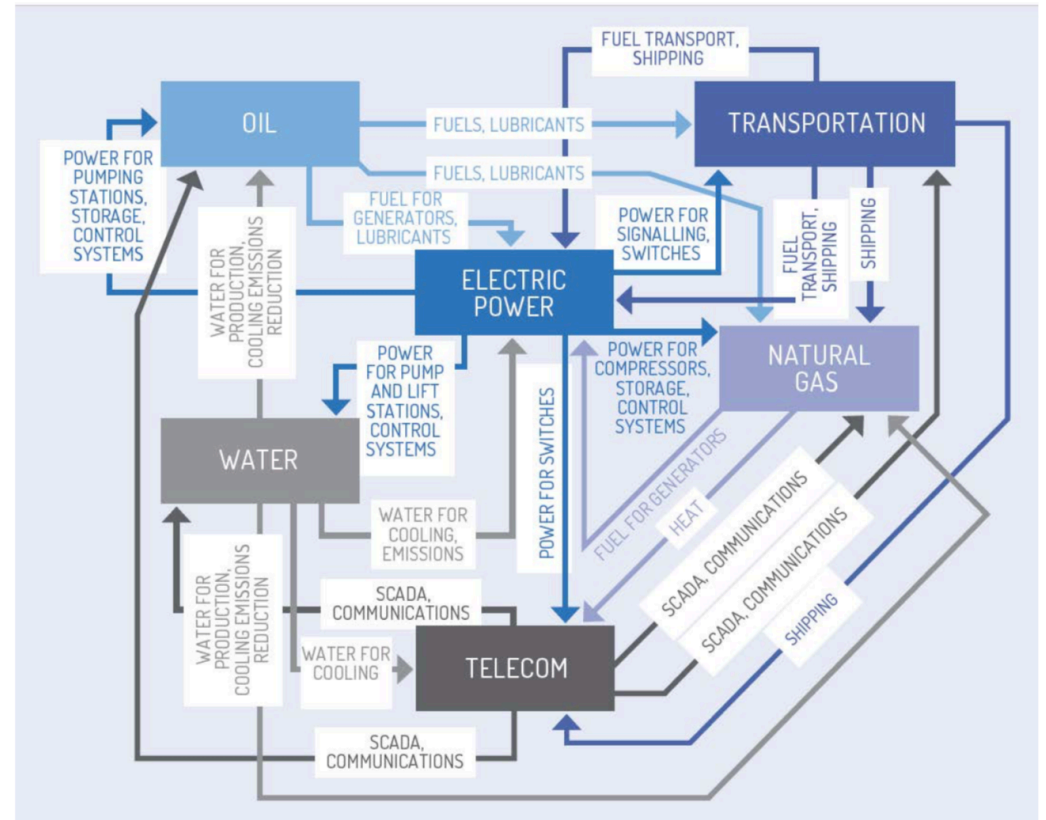 FUEL TRANSPORT,
SHIPPING
OIL
FUELS, LUBRICANTS
TRANSPORTATION
POWER FOR
PUMPING
STATIONS,
STORAGE,
CONTROL
SYSTEMS
FUELS, LUBRICANTS
FUEL FOR
GENERATORS,
LUBRICANTS
POWER FOR
SIGNALLING,
SWITCHES
FUEL
TRANSPORT,
SHIPPING
SHIPPING
WATER FOR
PRODUCTION,
COOLING EMISSIONS
REDUCTION
ELECTRIC
POWER
POWER
FOR PUMP
AND LIFT
STATIONS,
CONTROL
SYSTEMS
POWER FOR
COMPRESSORS,
STORAGE,
CONTROL
SYSTEMS
NATURAL
GAS
WATER
POWER FOR SWITCHES
FUEL FOR GENERATORS
HEAT
SCADA, COMMUNICATIONS
SCADA, COMMUNICATIONS
WATER FOR
COOLING,
EMISSIONS
WATER FOR
PRODUCTION,
COOLING EMISSIONS
REDUCTION
SCADA,
COMMUNICATIONS
SHIPPING
WATER FOR
COOLING
TELECOM
SCADA,
COMMUNICATIONS